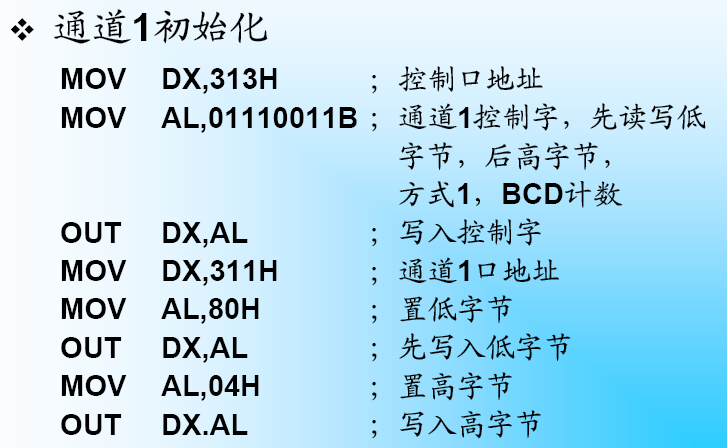 ❖ 通道1初始化
MOV DX,313H ；控制口地址
MOV AL,01110011B ；通道1控制字，先读写低
字节，后高字节，
方式1，BCD计数
OUT DX,AL ；写入控制字
MOV DX,311H ；通道1口地址
MOV AL,80H ；置低字节
OUT DX,AL ；先写入低字节
MOV AL,04H ；置高字节
OUT DX.AL ；写入高字节